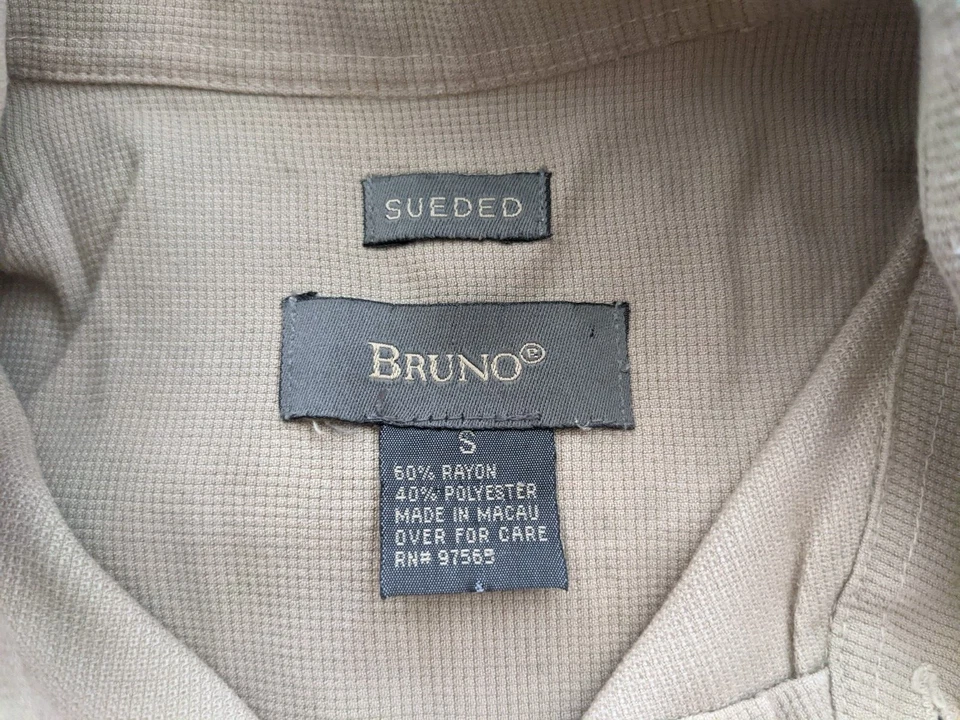 SUEDED
BRUNO®
S
60% RAYON
40% POLYESTER
MADE IN MACAU
OVER FOR CARE
RN# 97565